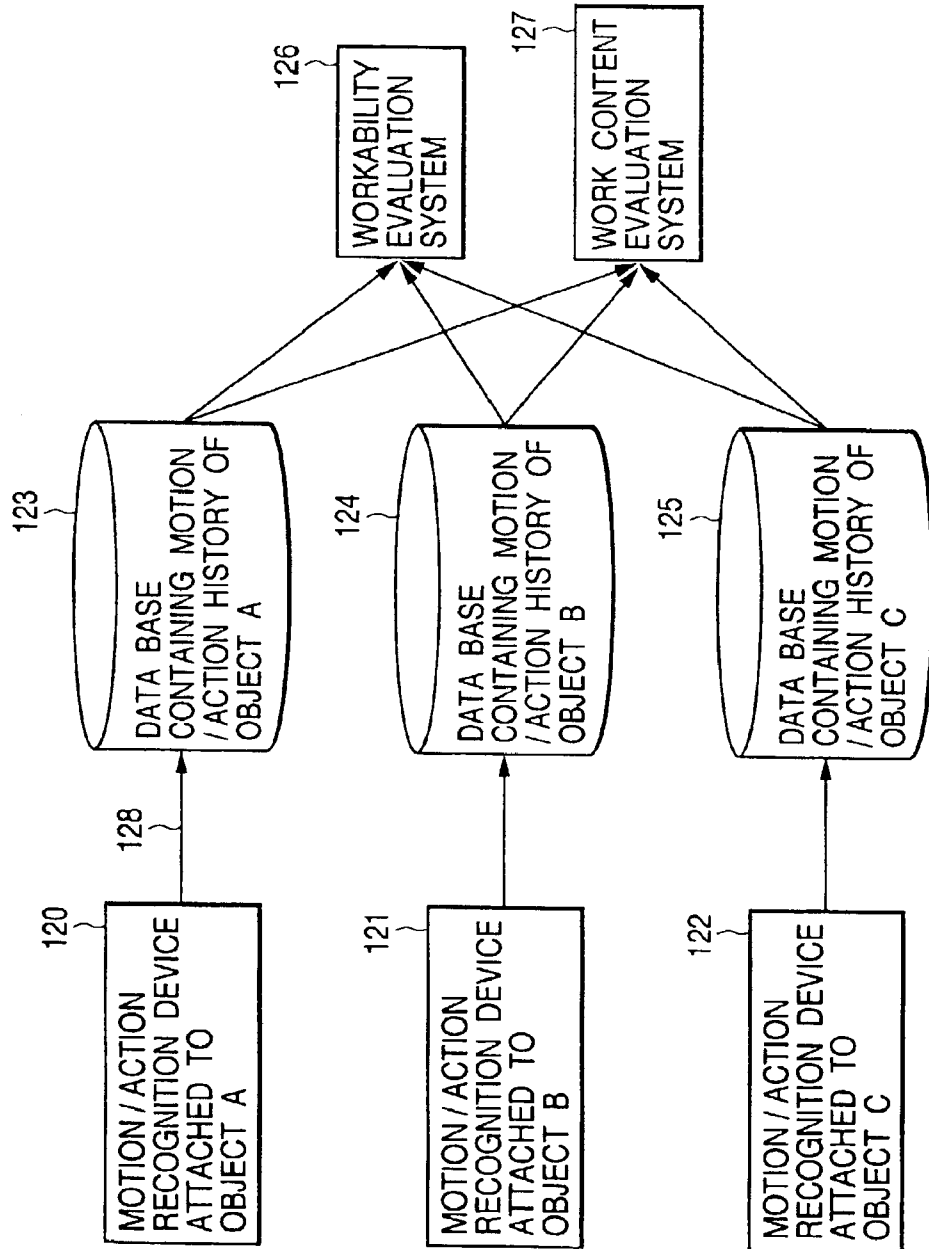 120
MOTION/ACTION
RECOGNITION DEVICE
ATTACHED TO
OBJECT A
128
123
DATA BASE
CONTAINING MOTION
/ACTION HISTORY OF
OBJECT A
121
MOTION/ACTION
RECOGNITION DEVICE
ATTACHED TO
OBJECT B
124
DATA BASE
CONTAINING MOTION
/ACTION HISTORY OF
OBJECT B
122
MOTION/ACTION
RECOGNITION DEVICE
ATTACHED TO
OBJECT C
125
DATA BASE
CONTAINING MOTION
/ACTION HISTORY OF
OBJECT C
126
WORKABILITY
EVALUATION
SYSTEM
127
WORK CONTENT
EVALUATION
SYSTEM